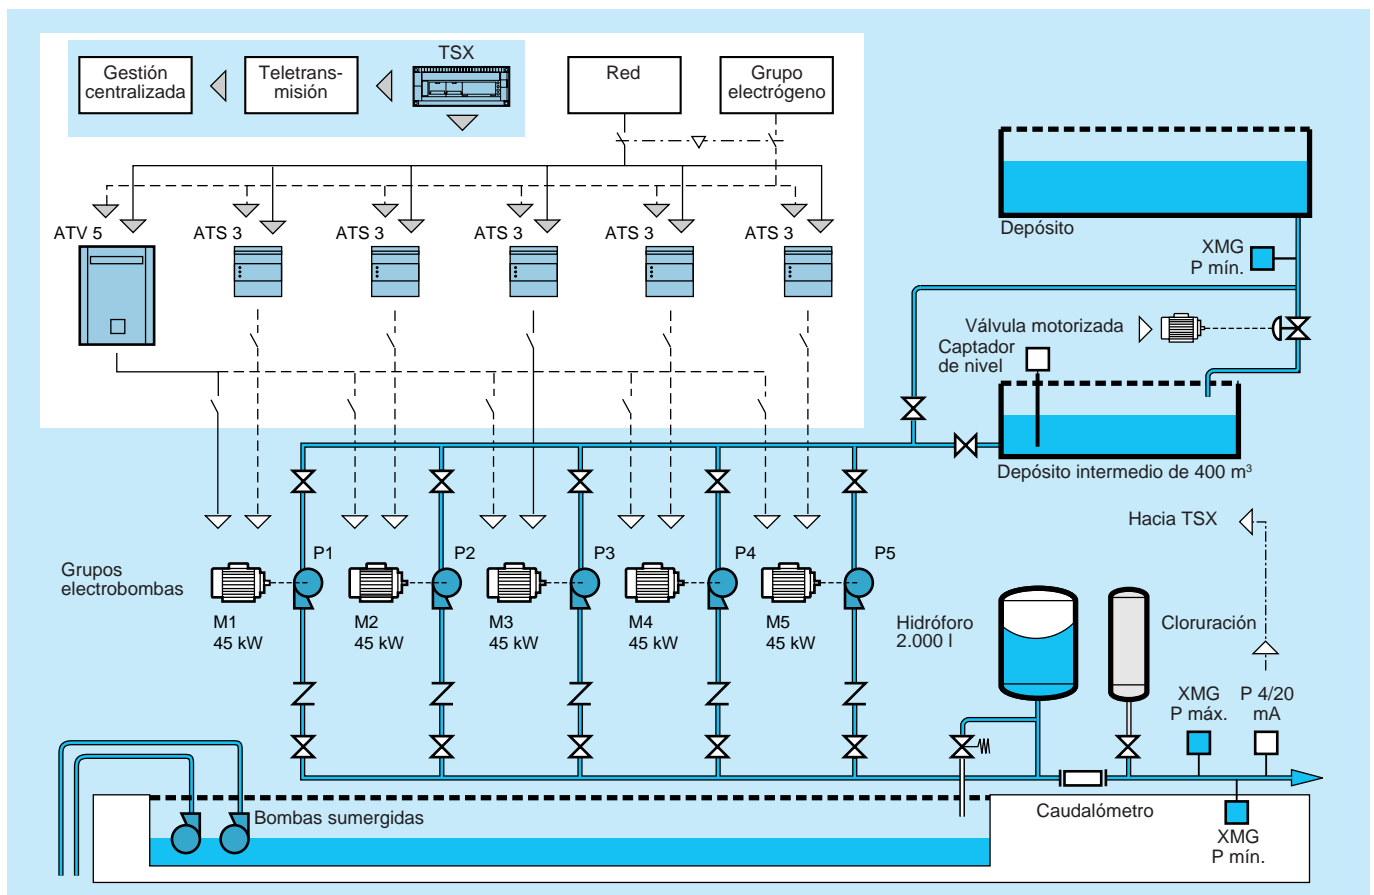 TSX
Gestión
centralizada
Teletrans-
misión
Red
Grupo
electrógeno
ATV 5
ATS 3
ATS 3
ATS 3
ATS 3
ATS 3
Depósito
XMG
P mín.
Válvula motorizada
Captador
de nivel
Depósito intermedio de 400 m³
Hacia TSX
Grupos
electrobombas
P1
P2
P3
P4
P5
M1
45 kW
M2
45 kW
M3
45 kW
M4
45 kW
M5
45 kW
Hidróforo
2.000 l
Cloruración
XMG
P máx.
P 4/20
mA
Bombas sumergidas
Caudalómetro
XMG
P mín.